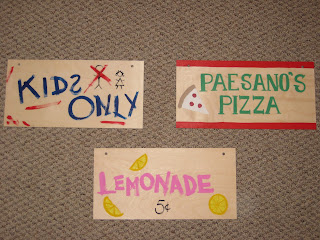 KIDS
ONLY
PAESANO'S
PIZZA
LEMONADE
5¢